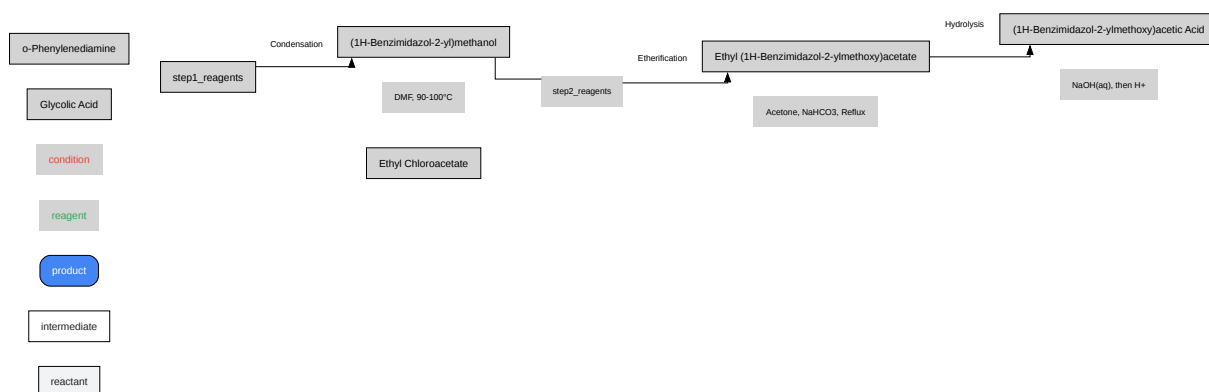 o-Phenylenediamine
Glycolic Acid
condition
reagent
product
intermediate
reactant
step1_reagents
Condensation
(1H-Benzimidazol-2-yl)methanol
DMF, 90-100°C
Ethyl Chloroacetate
step2_reagents
Etherification
Ethyl (1H-Benzimidazol-2-ylmethoxy)acetate
Acetone, NaHCO3, Reflux
Hydrolysis
(1H-Benzimidazol-2-ylmethoxy)acetic Acid
NaOH(aq), then H+